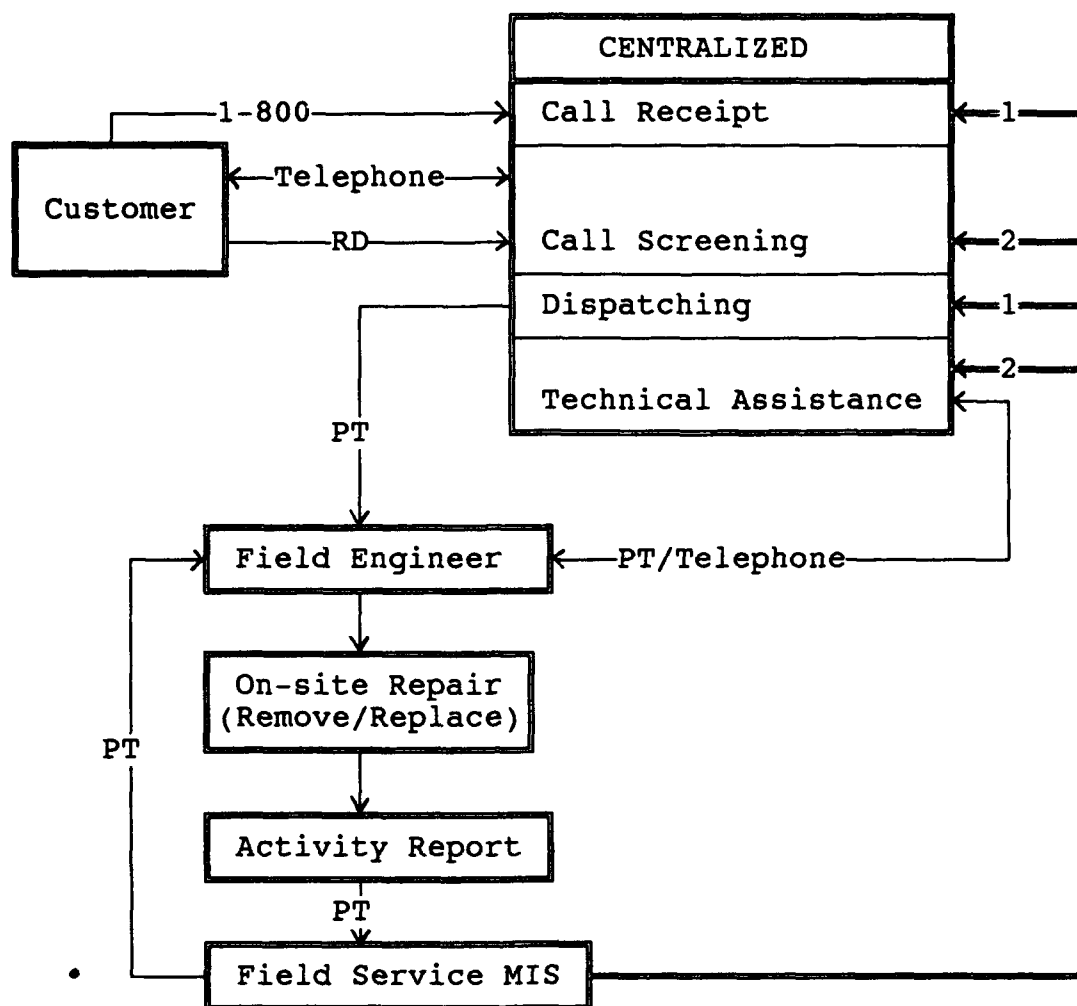 CENTRALIZED
1-800
Call Receipt
1
Telephone
Customer
RD
Call Screening
2
Dispatching
1
2
Technical Assistance
PT
Field Engineer
PT/Telephone
On-site Repair
(Remove/Replace)
PT
Activity Report
PT
Field Service MIS